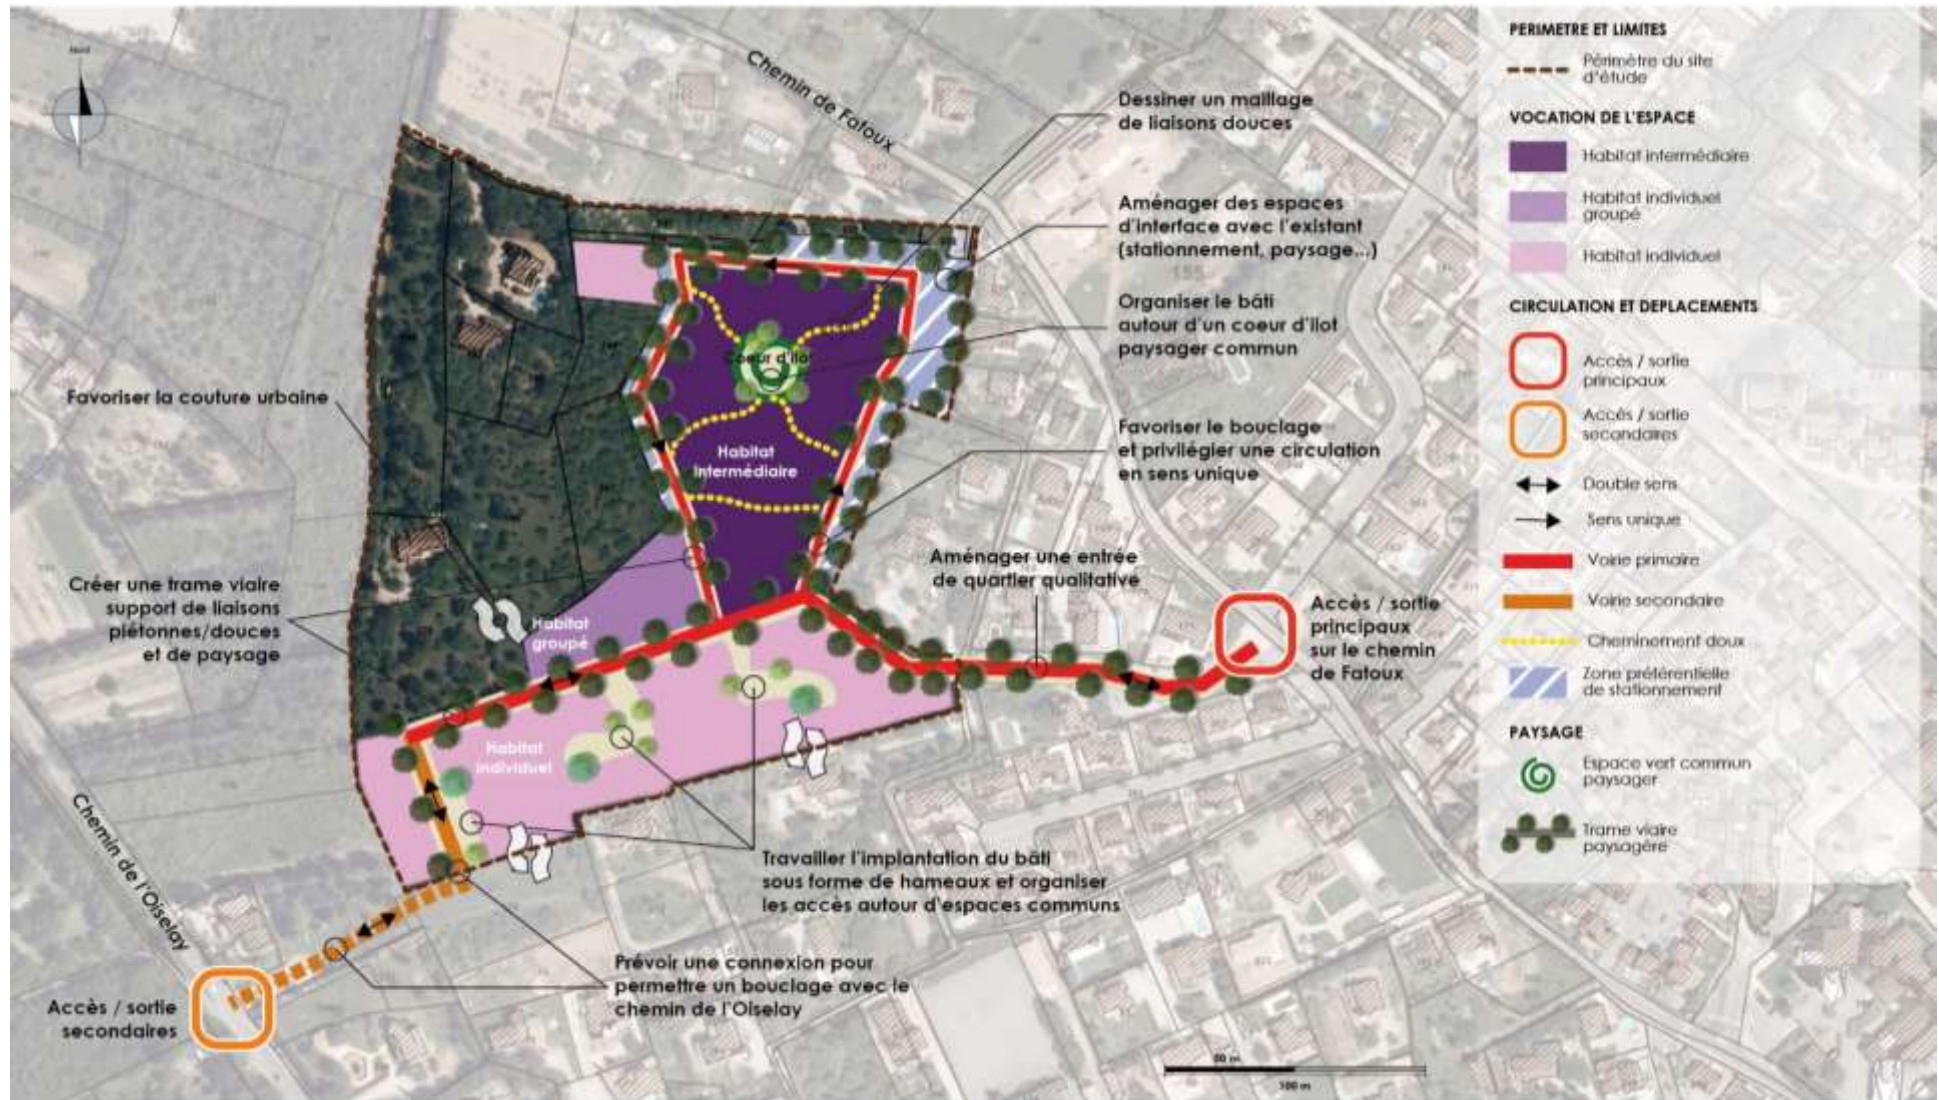 Nord
Chemin de Fatoux
Dessiner un maillage
de liaisons douces
Aménager des espaces
d'interface avec l'existant
(stationnement, paysage...)
155
Organiser le bâti
autour d'un coeur d'ilot
paysager commun
Coeur d'ilot
Favoriser la couture urbaine
Favoriser le bouclage
et privilégier une circulation
en sens unique
Habitat
intermédiaire
Aménager une entrée
de quartier qualitative
Créer une trame viaire
support de liaisons
piétonnes/douces
et de paysage
Habitat
groupé
Accès / sortie
principaux
sur le chemin
de Fatoux
Habitat
individuel
Chemin de l'Oiselay
Travailler l'implantation du bâti
sous forme de hameaux et organiser
les accès autour d'espaces communs
Prévoir une connexion pour
permettre un bouclage avec le
chemin de l'Oiselay
Accès / sortie
secondaires
50 m
100 m
PERIMETRE ET LIMITES
Périmètre du site
d'étude
VOCATION DE L'ESPACE
Habitat intermédiaire
Habitat individuel
groupé
Habitat individuel
CIRCULATION ET DEPLACEMENTS
Accès / sortie
principaux
Accès / sortie
secondaires
Double sens
Sens unique
Voirie primaire
Voirie secondaire
Cheminement doux
Zone préférentielle
de stationnement
PAYSAGE
Espace vert commun
paysager
Trame viaire
paysagère